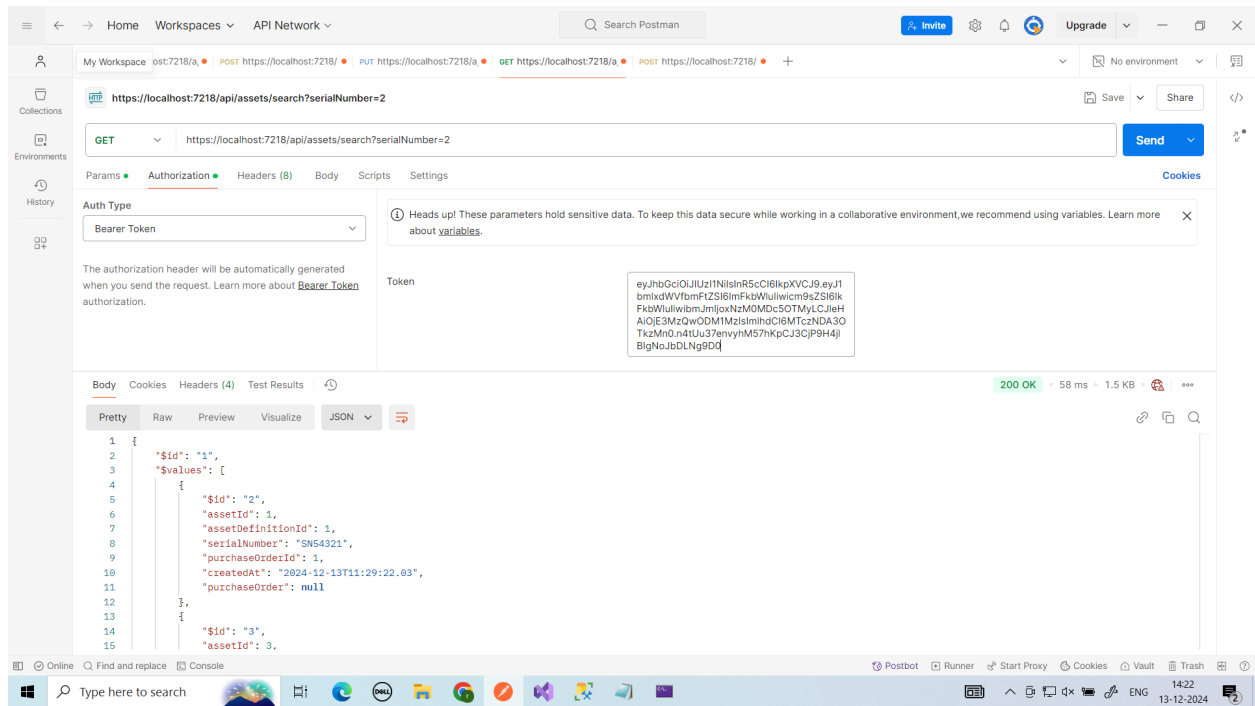 Home Workspaces API Network Search Postman Invite Upgrade
My Workspace ost:7218/a, POST https://localhost:7218/ PUT https://localhost:7218/a GET https://localhost:7218/a POST https://localhost:7218/ No environment
HTTP https://localhost:7218/api/assets/search?serialNumber=2 Save Share
Collections
GET https://localhost:7218/api/assets/search?serialNumber=2 Send
Environments
Params Authorization Headers (8) Body Scripts Settings Cookies
History
Auth Type
Bearer Token
Heads up! These parameters hold sensitive data. To keep this data secure while working in a collaborative environment,we recommend using variables. Learn more
about variables.
The authorization header will be automatically generated
when you send the request. Learn more about Bearer Token
authorization.
Token
Body Cookies Headers (4) Test Results 200 OK 58 ms 1.5 KB
Pretty Raw Preview Visualize JSON
1 {
2 "$id": "1",
3 "$values": [
4 {
5 "$id": "2",
6 "assetId": 1,
7 "assetDefinitionId": 1,
8 "serialNumber": "SN54321",
9 "purchaseOrderId": 1,
10 "createdAt": "2024-12-13T11:29:22.03",
11 "purchaseOrder": null
12 },
13 {
14 "$id": "3",
15 "assetId": 3,
Online Find and replace Console Postbot Runner Start Proxy Cookies Vault Trash
Type here to search DELL ENG 14:22
13-12-2024 2